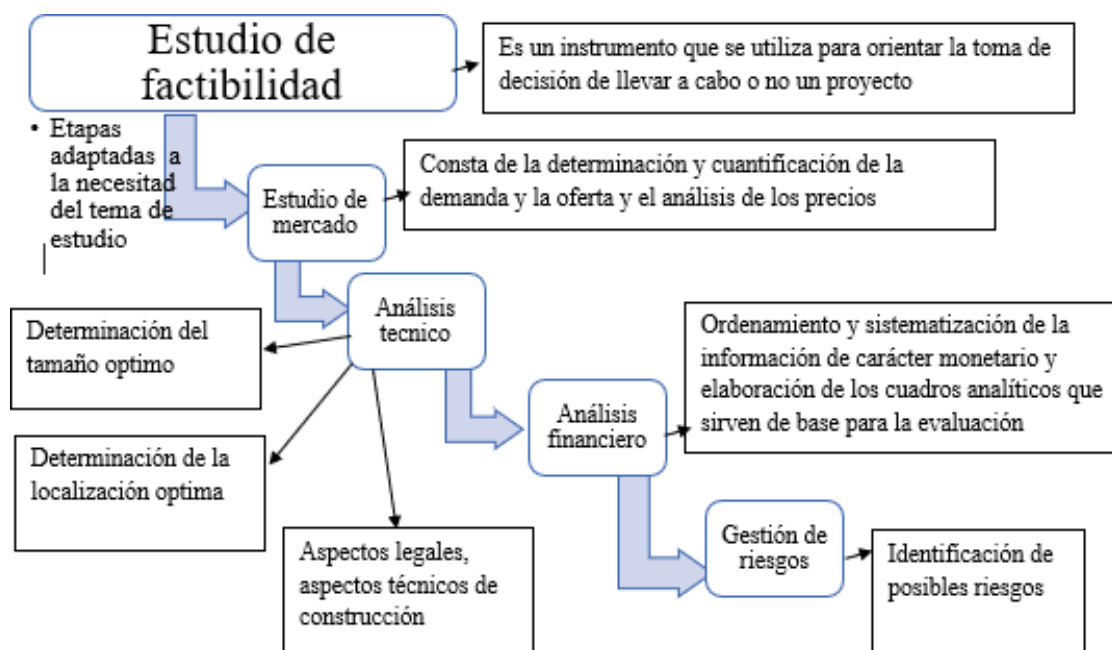 Estudio de
factibilidad
Es un instrumento que se utiliza para orientar la toma de
decisión de llevar a cabo o no un proyecto
• Etapas
adaptadas a
la necesitad
del tema de
estudio
Estudio de
mercado
Consta de la determinación y cuantificación de la
demanda y la oferta y el análisis de los precios
Análisis
tecnico
Determinación del
tamaño optimo
Determinación de la
localización optima
Aspectos legales,
aspectos técnicos de
construcción
Análisis
financiero
Ordenamiento y sistematización de la
información de carácter monetario y
elaboración de los cuadros analíticos que
sirven de base para la evaluación
Gestión de
riesgos
Identificación de
posibles riesgos